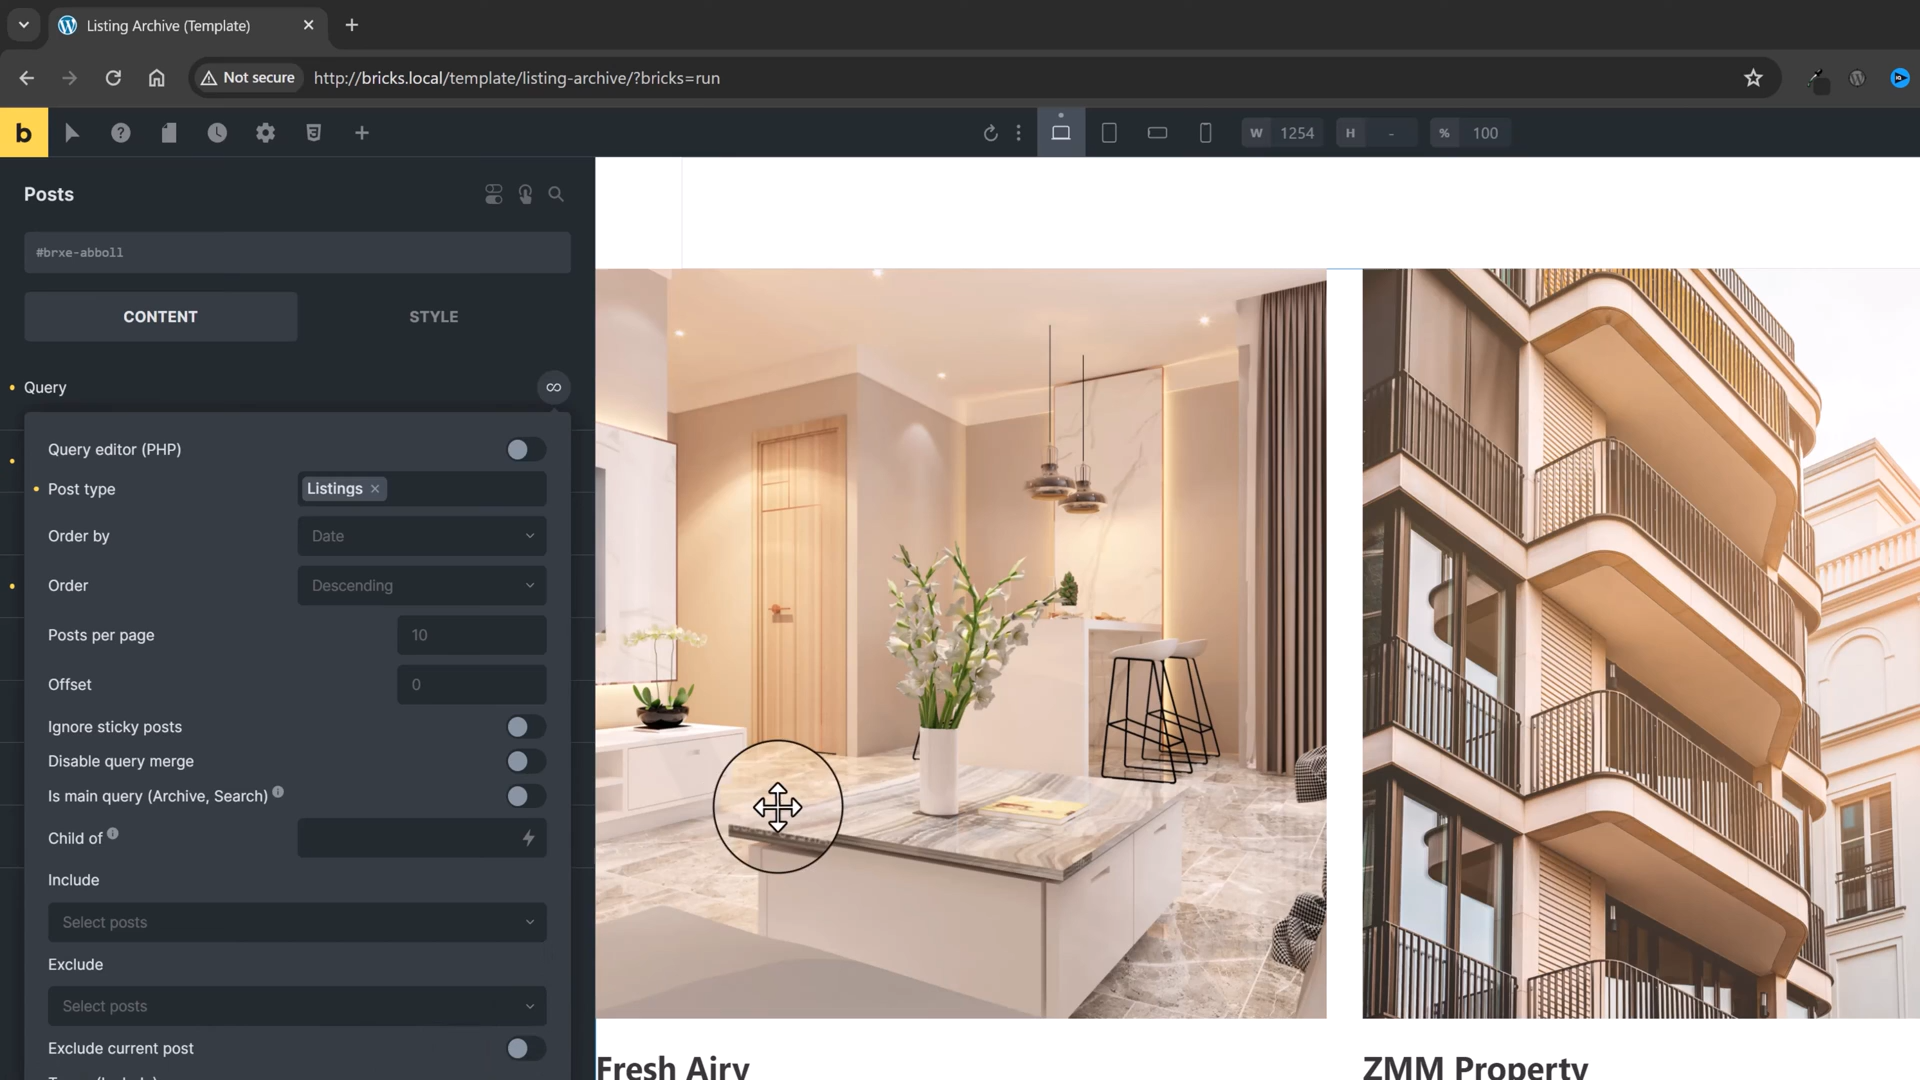 Listing Archive (Template)
Not secure
http://bricks.local/template/listing-archive/?bricks=run
b
W 1254 H - % 100
Posts
#brxe-abboll
CONTENT STYLE
Query
Query editor (PHP)
Post type Listings
Order by Date
Order Descending
Posts per page 10
Offset 0
Ignore sticky posts
Disable query merge
Is main query (Archive, Search)
Child of
Include
Select posts
Exclude
Select posts
Exclude current post
Fresh Airy
ZMM Property